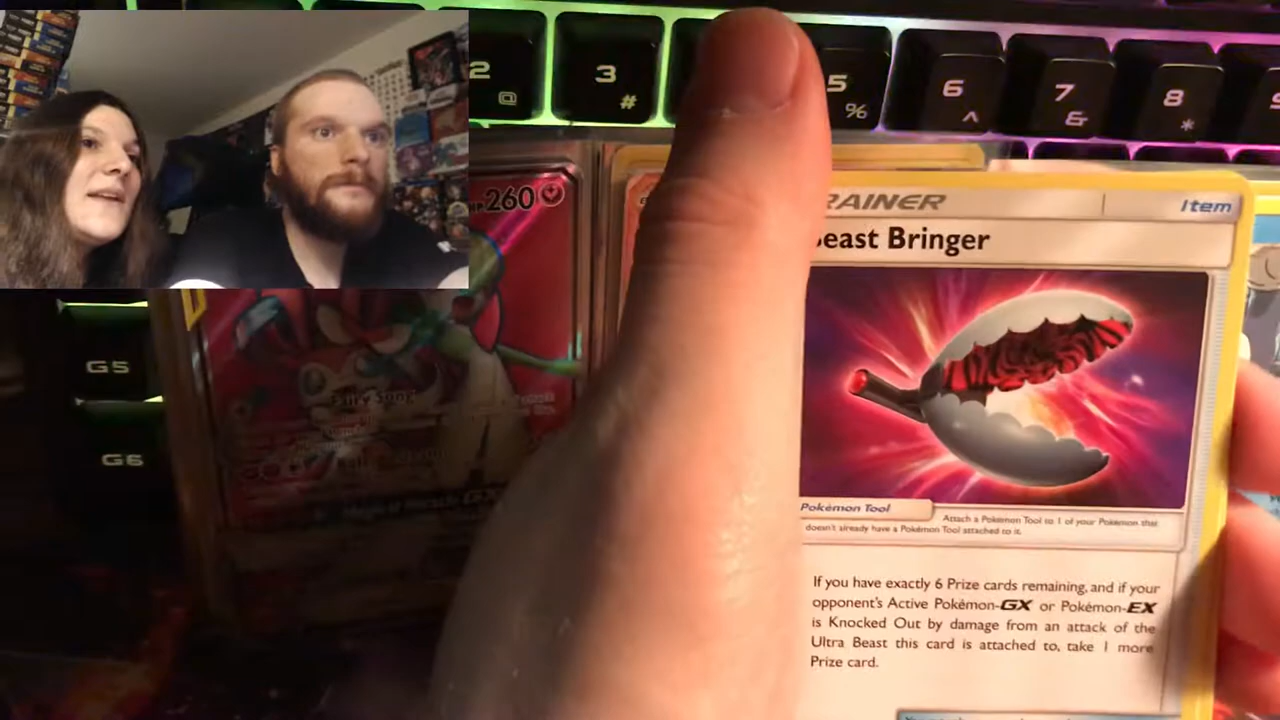 2 @
3 #
5 %
6 ^
7 &
8 *
G5
G6
HP 260
RAINER
Item
east Bringer
Pokémon Tool
Attach a Pokémon Tool to 1 of your Pokémon that
doesn't already have a Pokémon Tool attached to it.
If you have exactly 6 Prize cards remaining, and if your
opponent's Active Pokémon-GX or Pokémon-EX
is Knocked Out by damage from an attack of the
Ultra Beast this card is attached to, take 1 more
Prize card.
Fairy Song